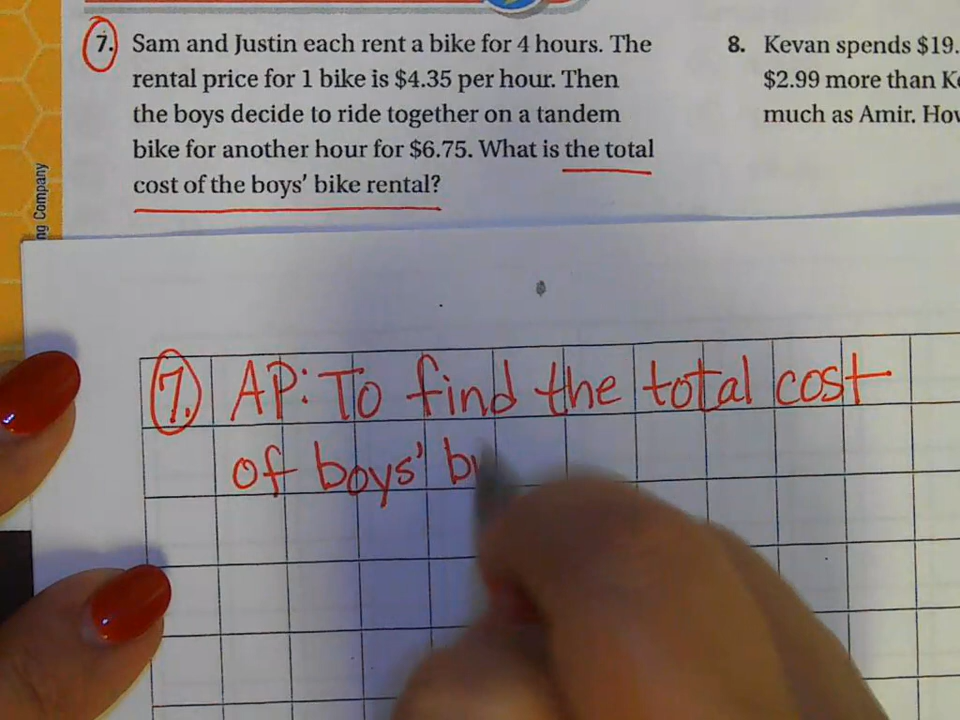 7. Sam and Justin each rent a bike for 4 hours. The
rental price for 1 bike is $4.35 per hour. Then
the boys decide to ride together on a tandem
bike for another hour for $6.75. What is the total
cost of the boys' bike rental?
8. Kevan spends $19.
$2.99 more than
much as Amir.
ng Company
7. AP: To find the total cost
of boys'